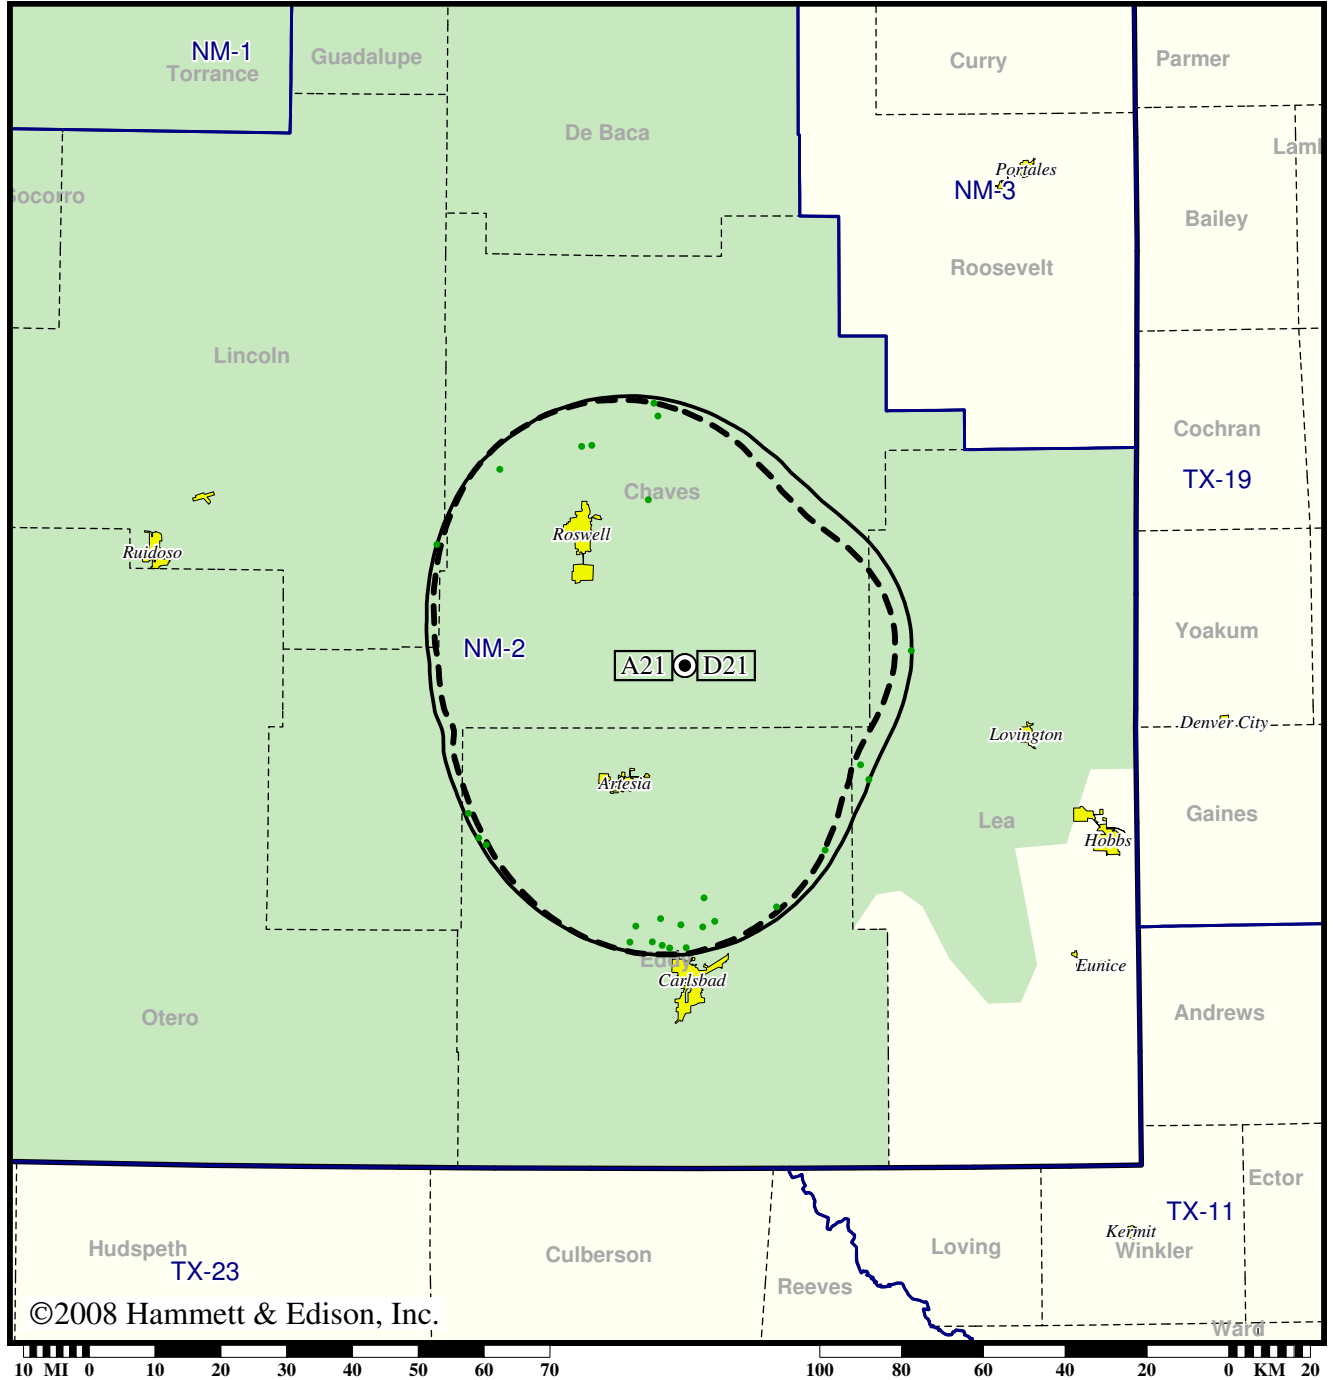 NM-1
Torrance
Guadalupe
Curry
Parmer
De Baca
Portales
NM-3
Socorro
Bailey
Roosevelt
Lincoln
Cochran
TX-19
Chaves
Roswell
Ruidoso
NM-2
A21 D21
Yoakum
Lovington
Denver City
Artesia
Lea
Gaines
Hobbs
Eddy
Carlsbad
Eunice
Otero
Andrews
Ector
TX-11
Kermit
Winkler
Loving
Hudspeth
TX-23
Culberson
Reeves
Ward
©2008 Hammett & Edison, Inc.
10 MI 0 10 20 30 40 50 60 70 100 80 60 40 20 0 KM 20